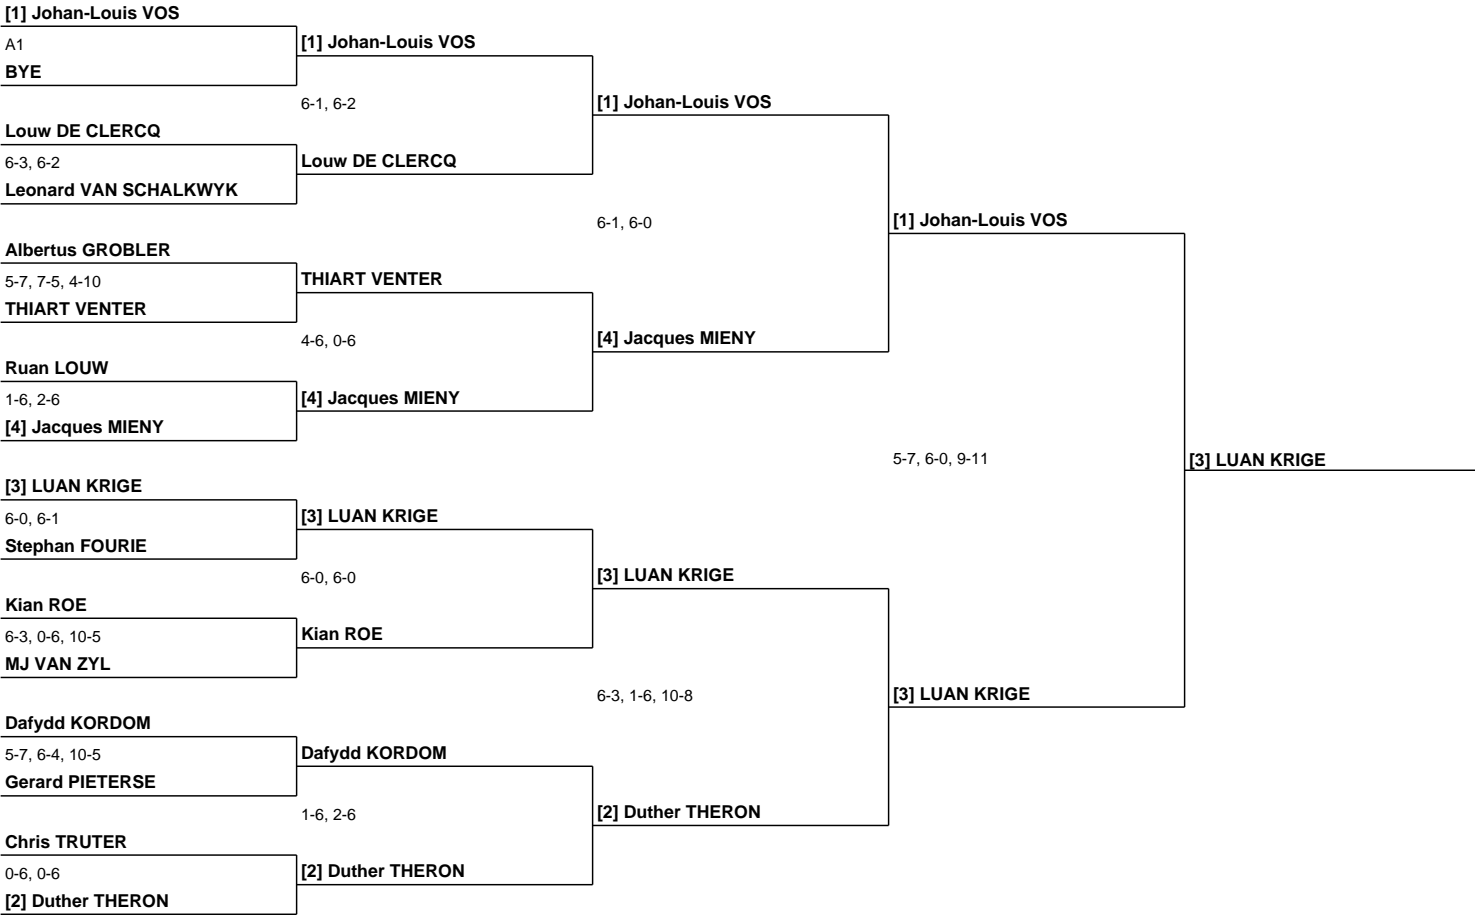 [1] Johan-Louis VOS
A1
BYE
Louw DE CLERCQ
6-3, 6-2
Leonard VAN SCHALKWYK
Albertus GROBLER
5-7, 7-5, 4-10
THIART VENTER
Ruan LOUW
1-6, 2-6
[4] Jacques MIENY
[3] LUAN KRIGE
6-0, 6-1
Stephan FOURIE
Kian ROE
6-3, 0-6, 10-5
MJ VAN ZYL
Dafydd KORDOM
5-7, 6-4, 10-5
Gerard PIETERSE
Chris TRUTER
0-6, 0-6
[2] Duther THERON
[1] Johan-Louis VOS
6-1, 6-2
Louw DE CLERCQ
THIART VENTER
4-6, 0-6
[4] Jacques MIENY
[3] LUAN KRIGE
6-0, 6-0
Kian ROE
Dafydd KORDOM
1-6, 2-6
[2] Duther THERON
[1] Johan-Louis VOS
6-1, 6-0
[4] Jacques MIENY
[3] LUAN KRIGE
6-3, 1-6, 10-8
[2] Duther THERON
[1] Johan-Louis VOS
5-7, 6-0, 9-11
[3] LUAN KRIGE
[3] LUAN KRIGE